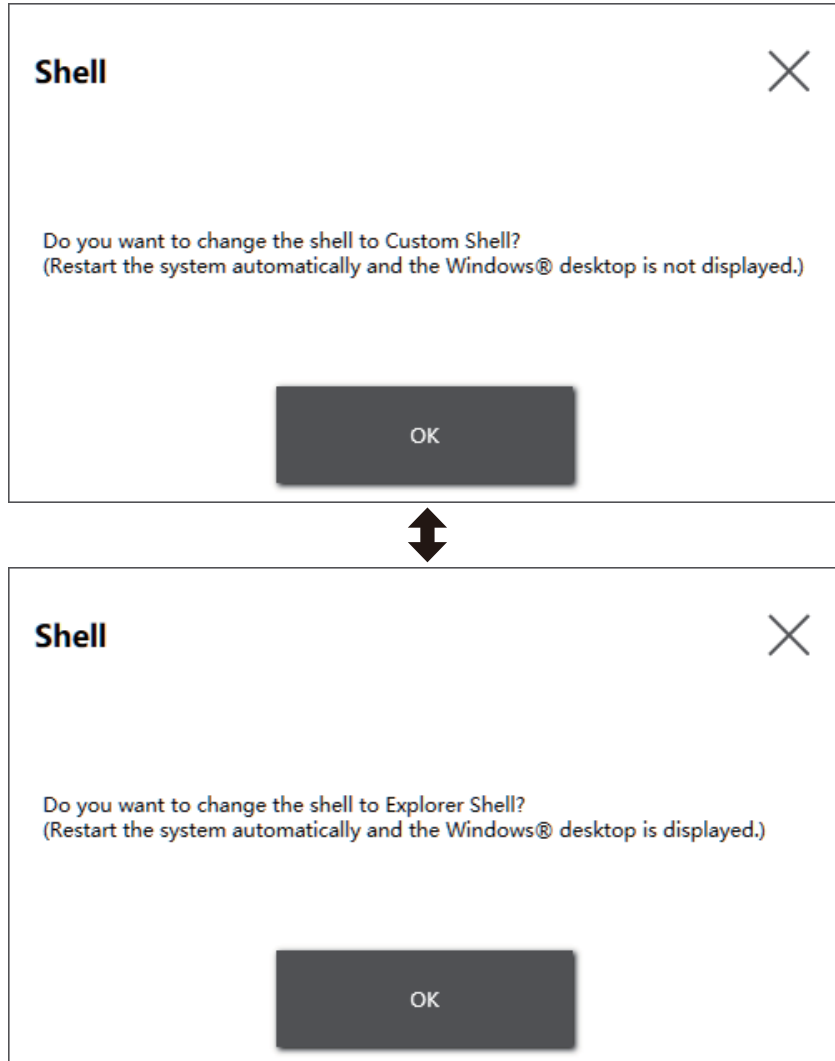 Shell
Do you want to change the shell to Custom Shell?
(Restart the system automatically and the Windows® desktop is not displayed.)
OK
Shell
Do you want to change the shell to Explorer Shell?
(Restart the system automatically and the Windows® desktop is displayed.)
OK